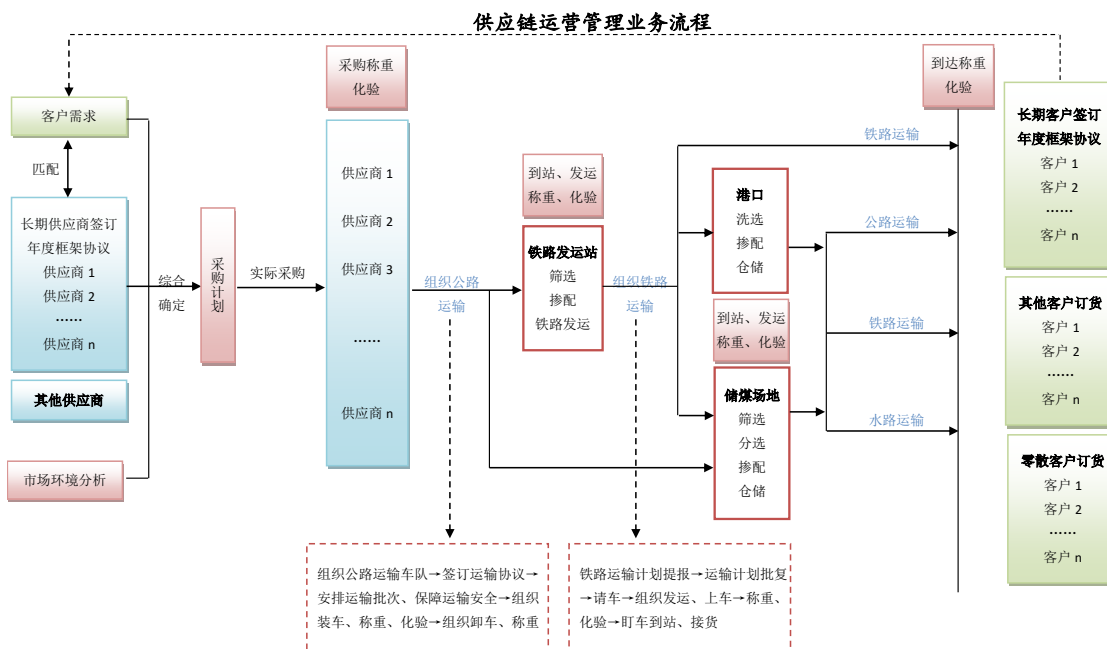 供应链运营管理业务流程
客户需求
匹配
长期供应商签订
年度框架协议
供应商 1
供应商 2
......
供应商 n
其他供应商
市场环境分析
综合
确定
采购计划
实际采购
采购称重
化验
供应商 1
供应商 2
供应商 3
......
供应商 n
组织公路
运输
到站、发运
称重、化验
铁路发运站
筛选
掺配
铁路发运
组织铁路
运输
港口
洗选
掺配
仓储
到站、发运
称重、化验
储煤场地
筛选
分选
掺配
仓储
铁路运输
公路运输
铁路运输
水路运输
到达称重
化验
长期客户签订
年度框架协议
客户 1
客户 2
......
客户 n
其他客户订货
客户 1
客户 2
......
客户 n
零散客户订货
客户 1
客户 2
......
客户 n
组织公路运输车队→签订运输协议→
安排运输批次、保障运输安全→组织
装车、称重、化验→组织卸车、称重
铁路运输计划提报→运输计划批复
→请车→组织发运、上车→称重、
化验→盯车到站、接货